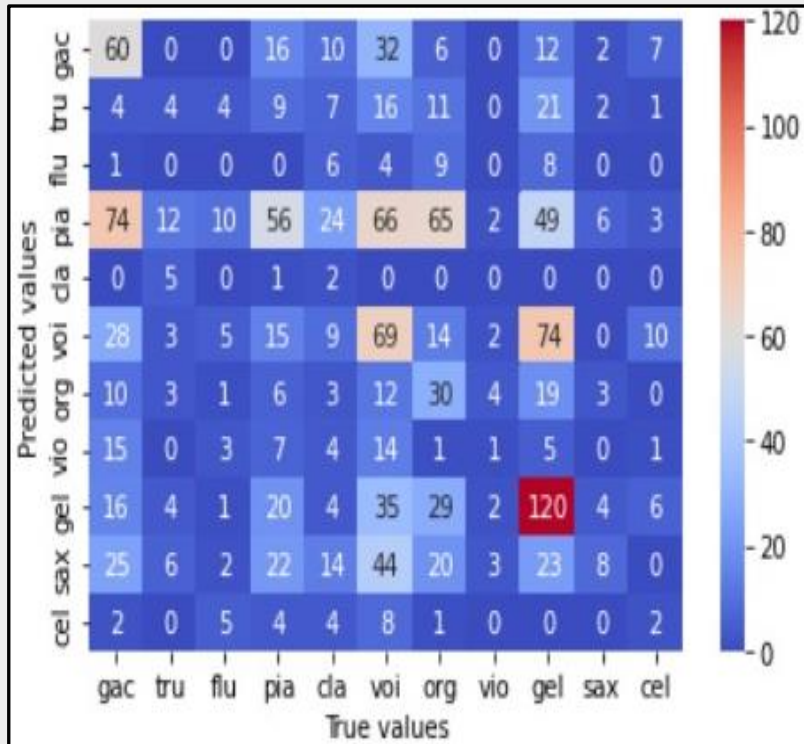 gac 60 0 0 16 10 32 6 0 12 2 7
tru 4 4 4 9 7 16 11 0 21 2 1
flu 1 0 0 0 6 4 9 0 8 0 0
pia 74 12 10 56 24 66 65 2 49 6 3
cla 0 5 0 1 2 0 0 0 0 0 0
voi 28 3 5 15 9 69 14 2 74 0 10
org 10 3 1 6 3 12 30 4 19 3 0
vio 15 0 3 7 4 14 1 1 5 0 1
gel 16 4 1 20 4 35 29 2 120 4 6
sax 25 6 2 22 14 44 20 3 23 8 0
cel 2 0 5 4 4 8 1 0 0 0 2
gac tru flu pia cla voi org vio gel sax cel
True values
Predicted values
120
100
80
60
40
20
0